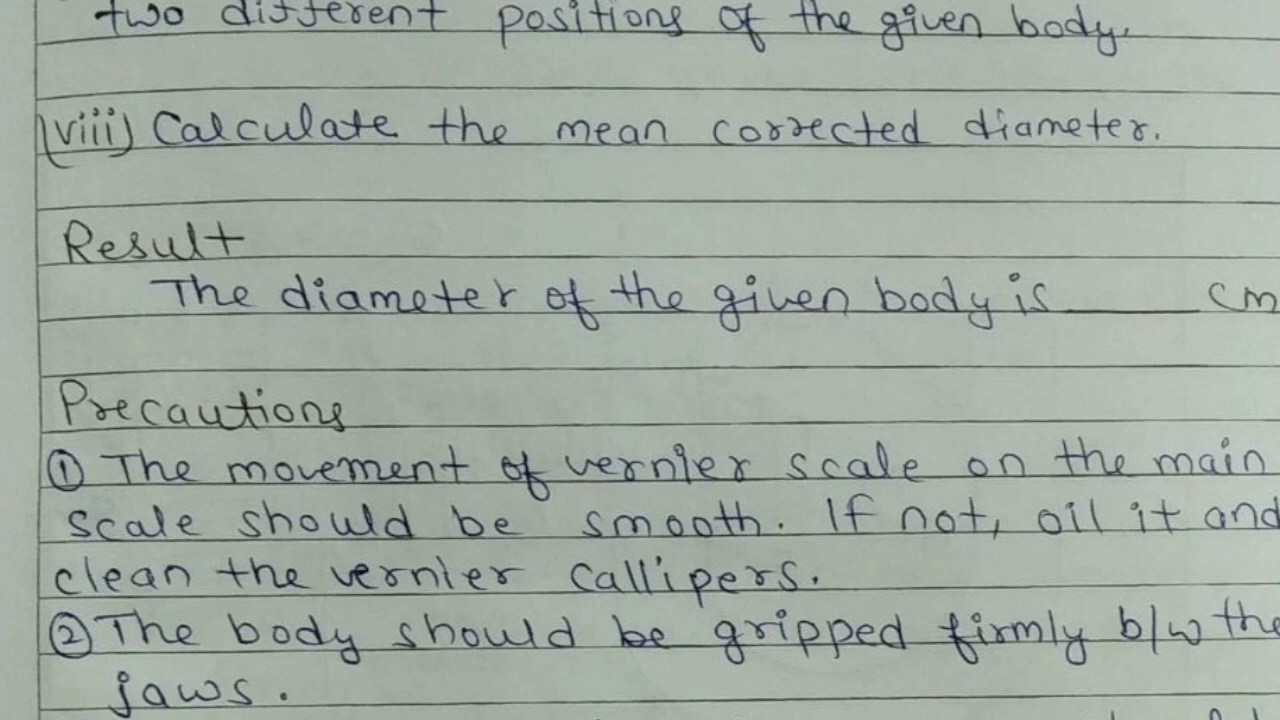 two different positions of the given body.
(viii) Calculate the mean corrected diameter.
Result
The diameter of the given body is _____ cm
Precautions
① The movement of vernier scale on the main
scale should be smooth. If not, oil it and
clean the vernier callipers.
② The body should be gripped firmly b/w the
jaws.